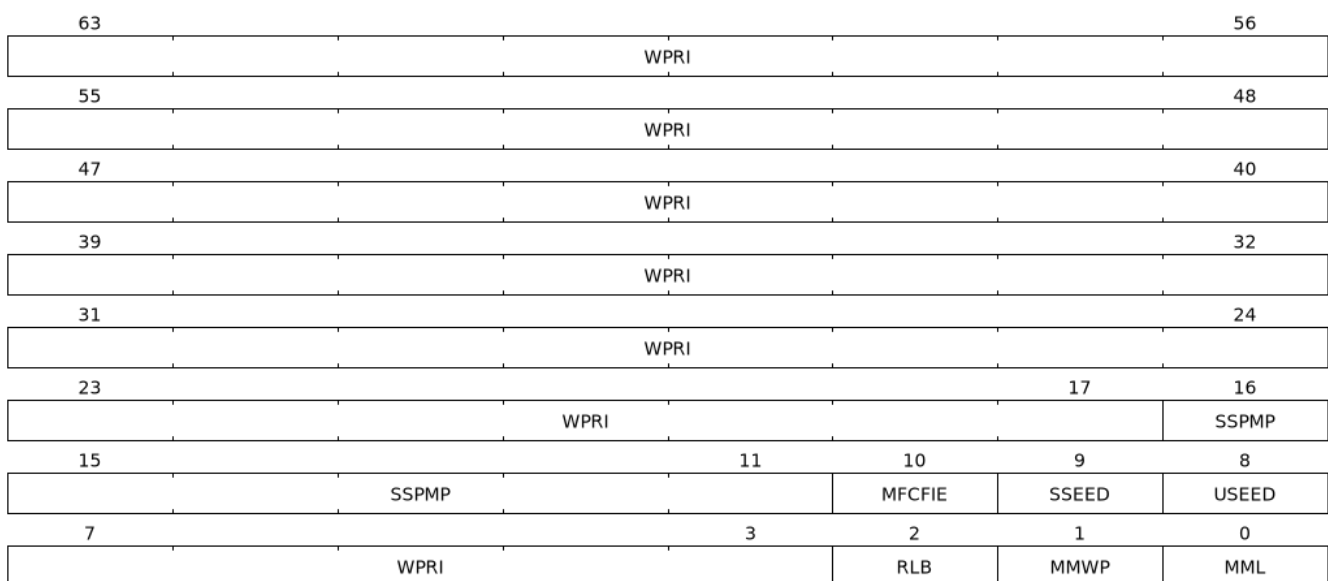 63 56
WPRI
55 48
WPRI
47 40
WPRI
39 32
WPRI
31 24
WPRI
23 17 16
WPRI SSPMP
15 11 10 9 8
SSPMP MFCFIE SSEED USEED
7 3 2 1 0
WPRI RLB MMWP MML